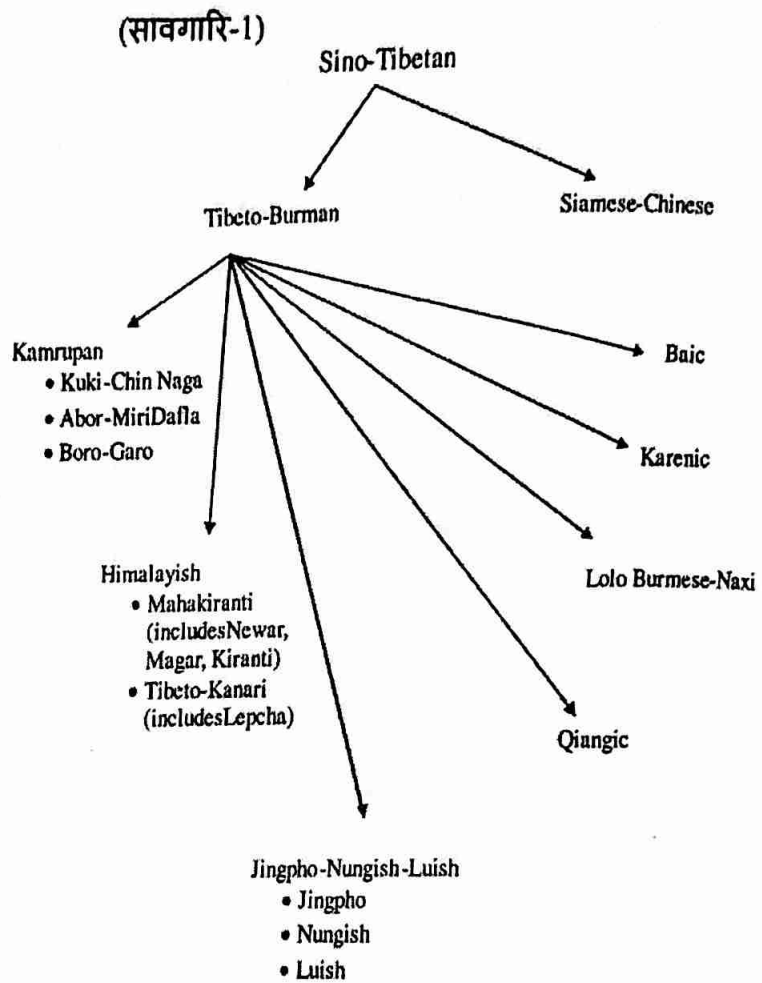 (सावगारि-1)
Sino-Tibetan
Tibeto-Burman
Siamese-Chinese
Kamrupan
• Kuki-Chin Naga
• Abor-MiriDafla
• Boro-Garo
Baic
Karenic
Lolo Burmese-Naxi
Himalayish
• Mahakiranti
(includesNewar,
Magar, Kiranti)
• Tibeto-Kanari
(includesLepcha)
Qiangic
Jingpho-Nungish-Luish
• Jingpho
• Nungish
• Luish